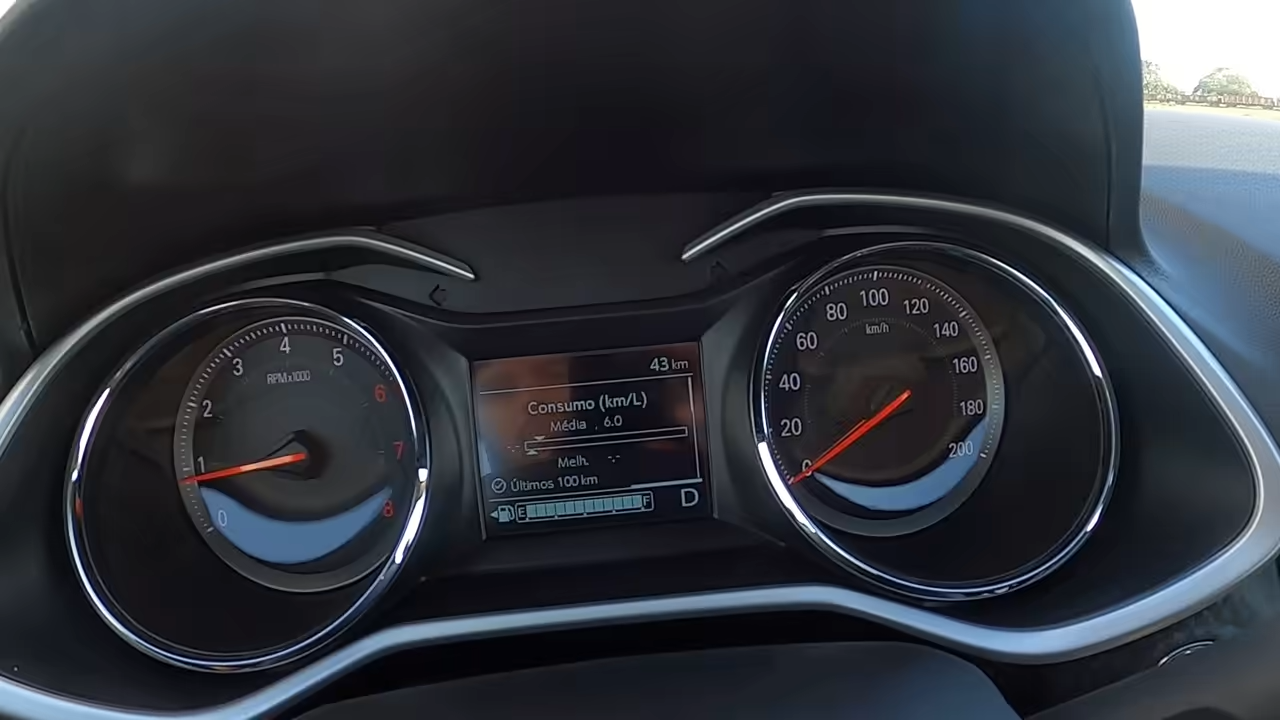 0
1
2
3
4
5
6
7
8
RPM x1000
43 km
Consumo (km/L)
Média . 6.0
-- 
Melh. --
Últimos 100 km
E F
D
0
20
40
60
80
100
120
140
160
180
200
km/h